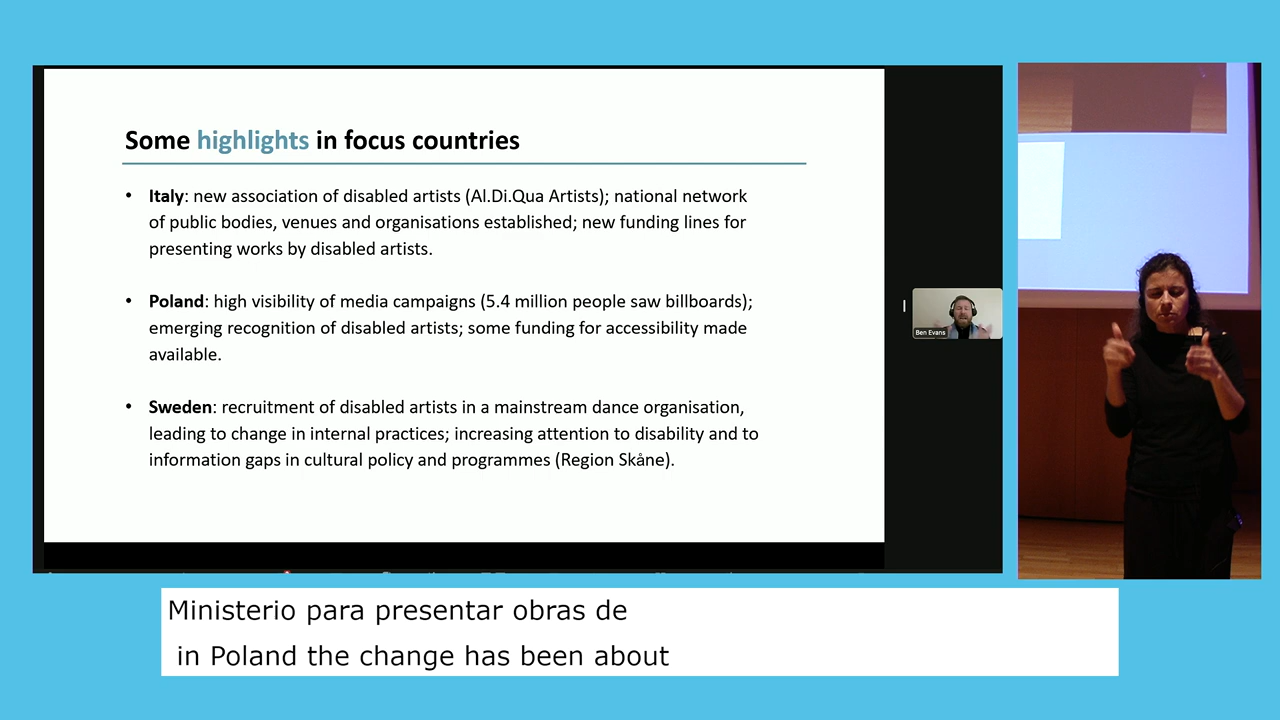 Some highlights in focus countries
• Italy: new association of disabled artists (Al.Di.Qua Artists); national network
of public bodies, venues and organisations established; new funding lines for
presenting works by disabled artists.
• Poland: high visibility of media campaigns (5.4 million people saw billboards);
emerging recognition of disabled artists; some funding for accessibility made
available.
• Sweden: recruitment of disabled artists in a mainstream dance organisation,
leading to change in internal practices; increasing attention to disability and to
information gaps in cultural policy and programmes (Region Skåne).
Ben Evans
Ministerio para presentar obras de
in Poland the change has been about